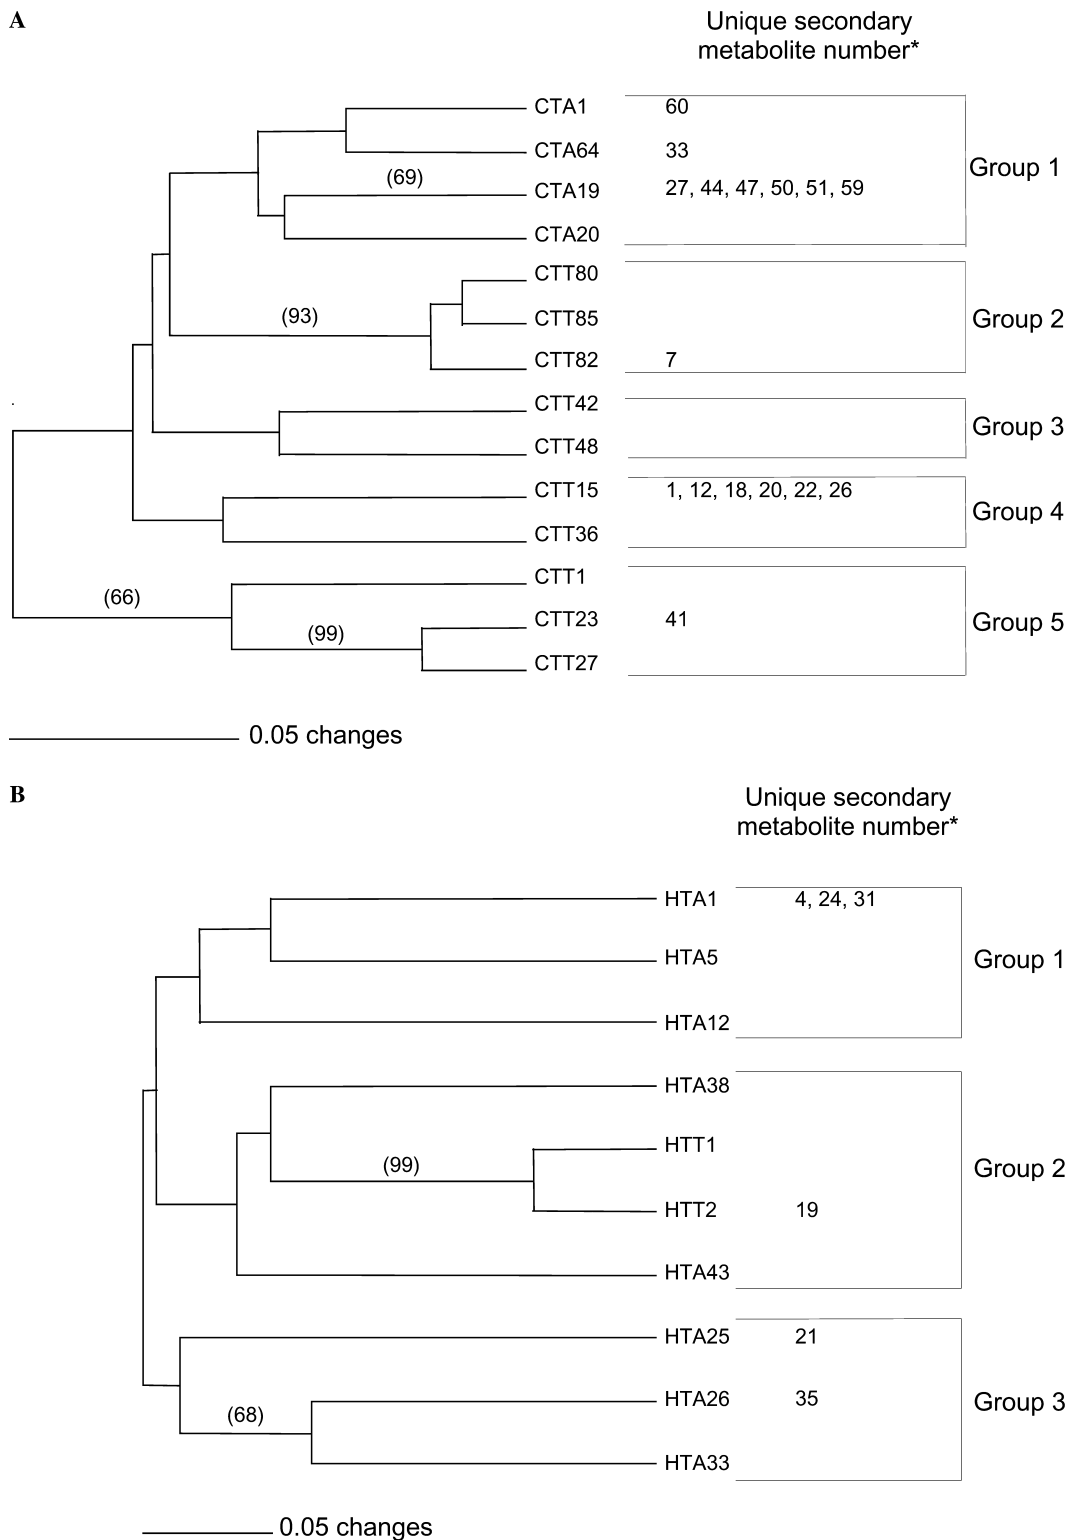 A
Unique secondary
metabolite number*
CTA1 60
CTA64 33
Group 1
(69)
CTA19 27, 44, 47, 50, 51, 59
CTA20
CTT80
(93)
CTT85
Group 2
CTT82 7
CTT42
Group 3
CTT48
CTT15 1, 12, 18, 20, 22, 26
Group 4
CTT36
CTT1
(66)
CTT23 41
Group 5
(99)
CTT27
0.05 changes
B
Unique secondary
metabolite number*
HTA1 4, 24, 31
HTA5
Group 1
HTA12
HTA38
HTT1
(99)
Group 2
HTT2 19
HTA43
HTA25 21
HTA26 35
Group 3
(68)
HTA33
0.05 changes